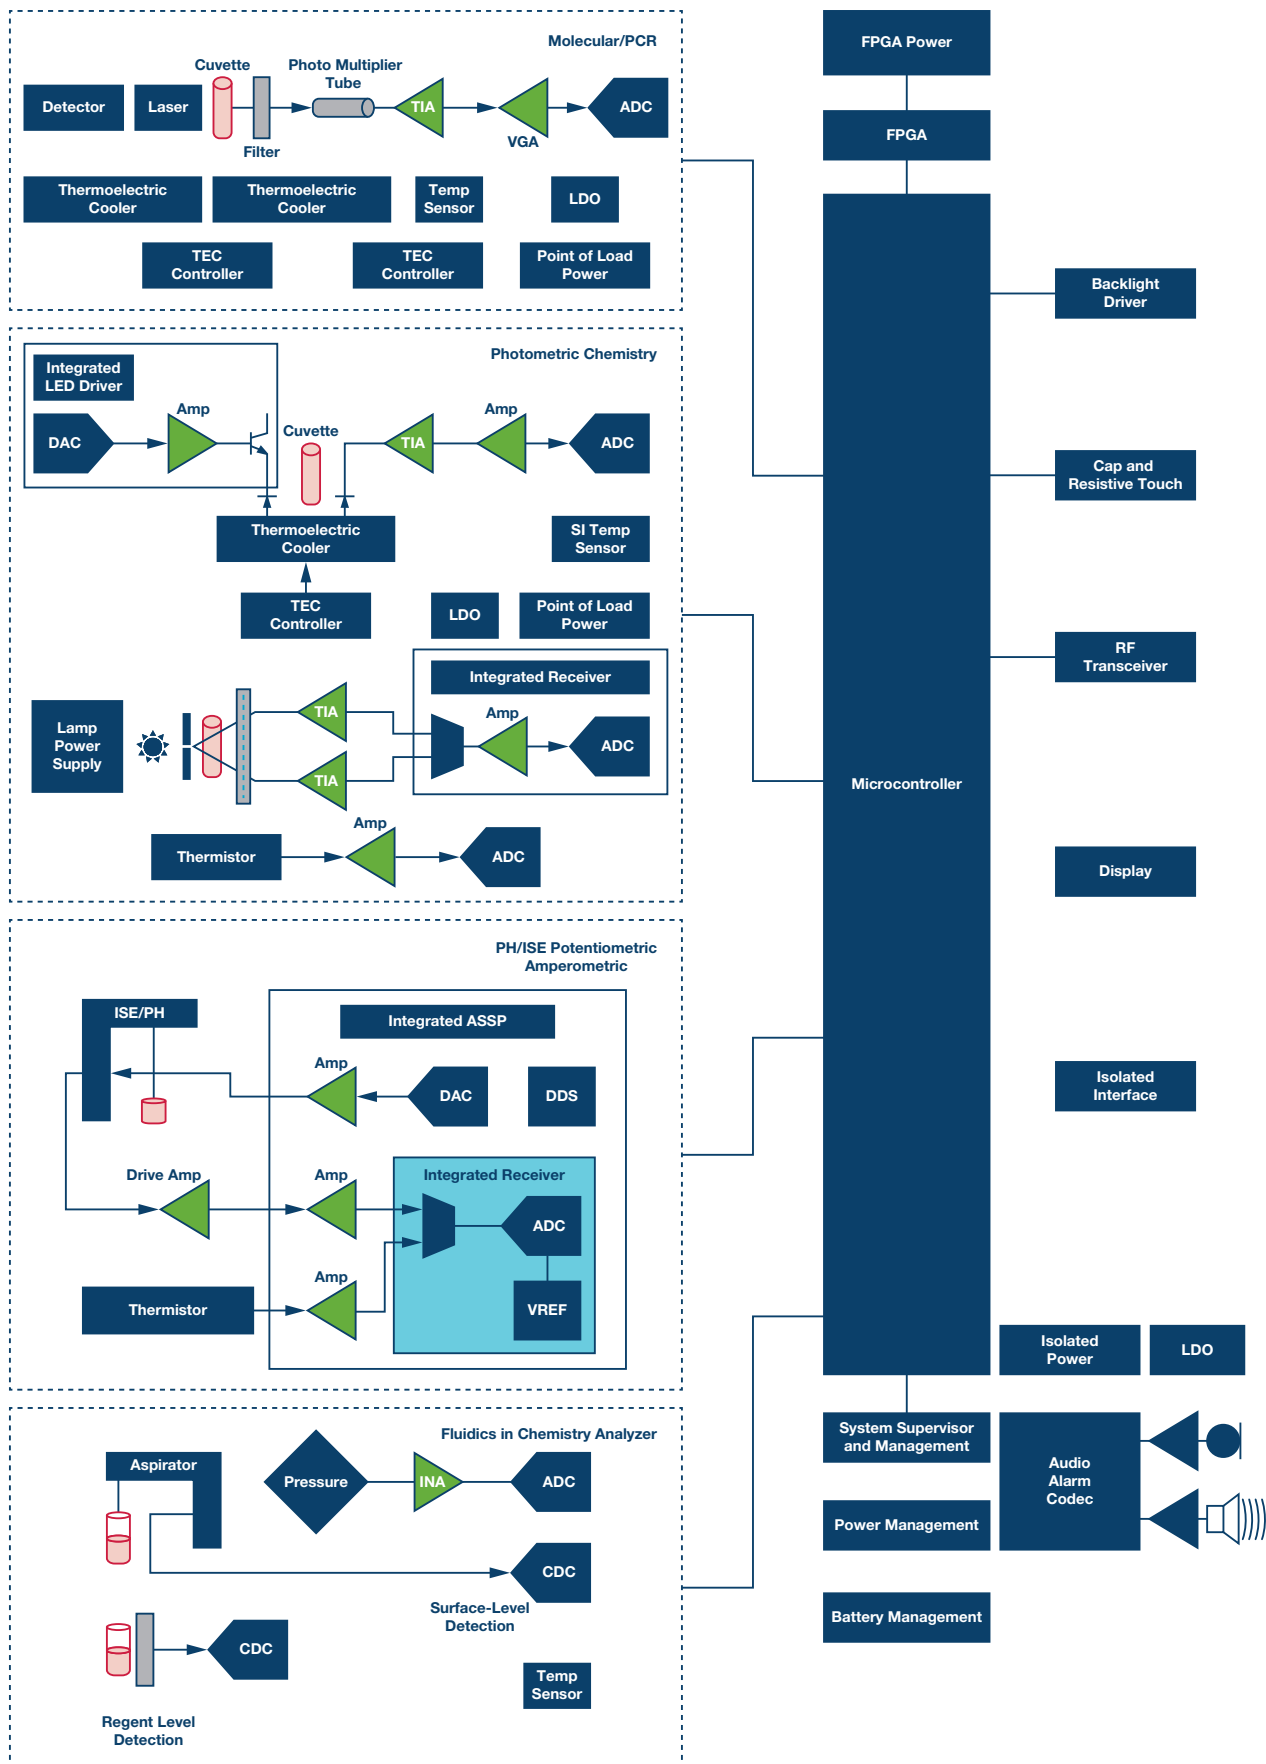 Molecular/PCR
Cuvette
Photo Multiplier
Tube
Detector
Laser
TIA
ADC
VGA
Filter
Thermoelectric
Cooler
Thermoelectric
Cooler
Temp
Sensor
LDO
TEC
Controller
TEC
Controller
Point of Load
Power
Photometric Chemistry
Integrated
LED Driver
Amp
DAC
Cuvette
TIA
Amp
ADC
Thermoelectric
Cooler
SI Temp
Sensor
TEC
Controller
LDO
Point of Load
Power
Integrated Receiver
Lamp
Power
Supply
TIA
TIA
Amp
ADC
Thermistor
Amp
ADC
PH/ISE Potentiometric
Amperometric
ISE/PH
Integrated ASSP
Amp
DAC
DDS
Drive Amp
Amp
Integrated Receiver
ADC
VREF
Thermistor
Amp
Fluidics in Chemistry Analyzer
Aspirator
Pressure
INA
ADC
CDC
Surface-Level
Detection
CDC
Regent Level
Detection
Temp
Sensor
FPGA Power
FPGA
Microcontroller
Backlight
Driver
Cap and
Resistive Touch
RF
Transceiver
Display
Isolated
Interface
Isolated
Power
LDO
System Supervisor
and Management
Audio
Alarm
Codec
Power Management
Battery Management